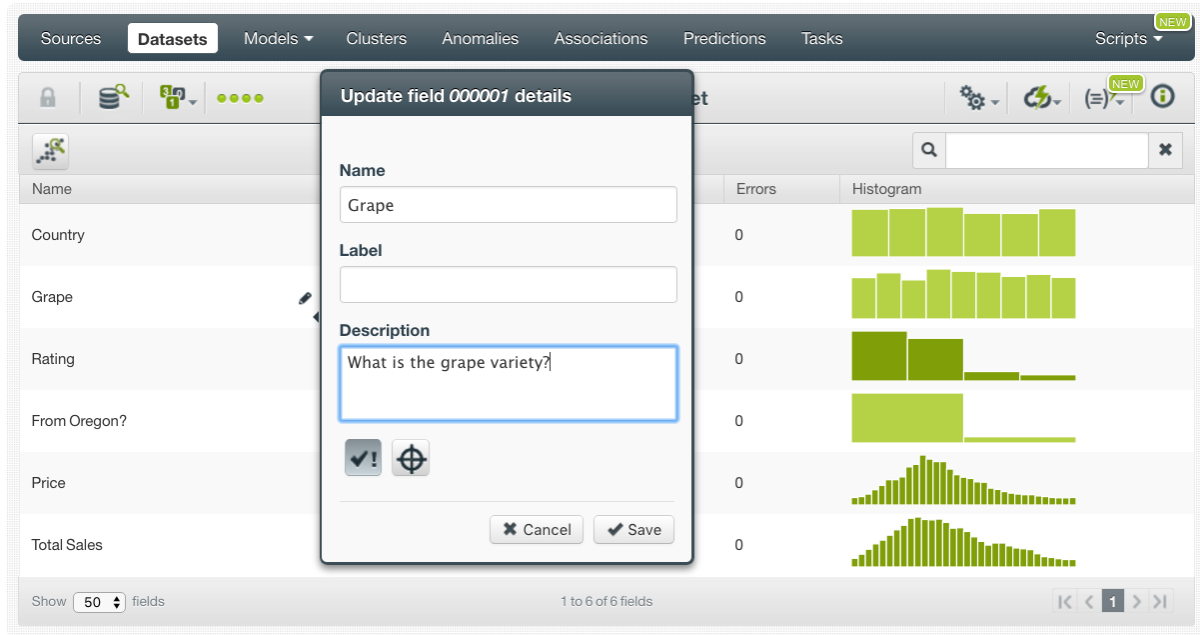 NEW
Sources Datasets Models Clusters Anomalies Associations Predictions Tasks Scripts
Update field 000001 details
et
NEW
Name
Errors Histogram
Name
Grape
Country 0
Label
Grape 0
Description
What is the grape variety?
Rating 0
From Oregon? 0
Price 0
Cancel Save
Total Sales 0
Show 50 fields 1 to 6 of 6 fields 1